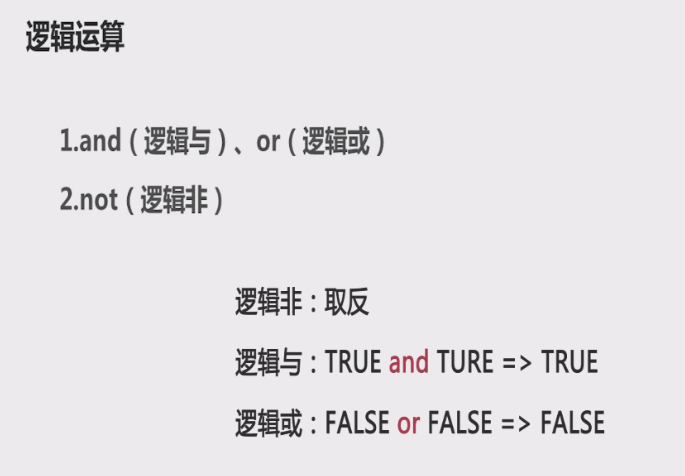 逻辑运算
1.and（逻辑与）、or（逻辑或）
2.not（逻辑非）
逻辑非：取反
逻辑与：TRUE and TURE => TRUE
逻辑或：FALSE or FALSE => FALSE